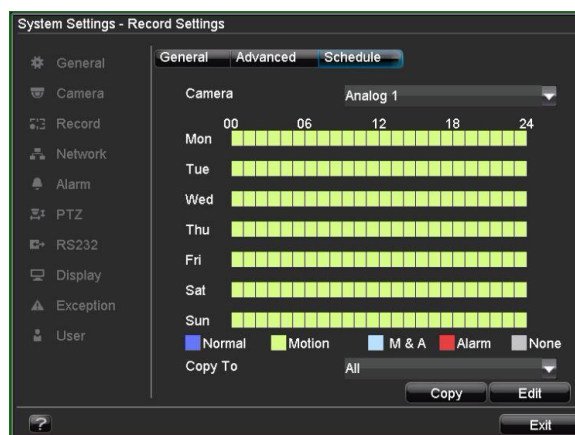 System Settings - Record Settings
General
Camera
Record
Network
Alarm
PTZ
RS232
Display
Exception
User
General Advanced Schedule
Camera Analog 1
00 06 12 18 24
Mon
Tue
Wed
Thu
Fri
Sat
Sun
Normal Motion M & A Alarm None
Copy To All
Copy Edit
? Exit